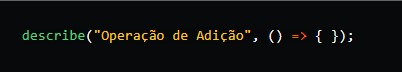 describe("Operação de Adição", () => { });